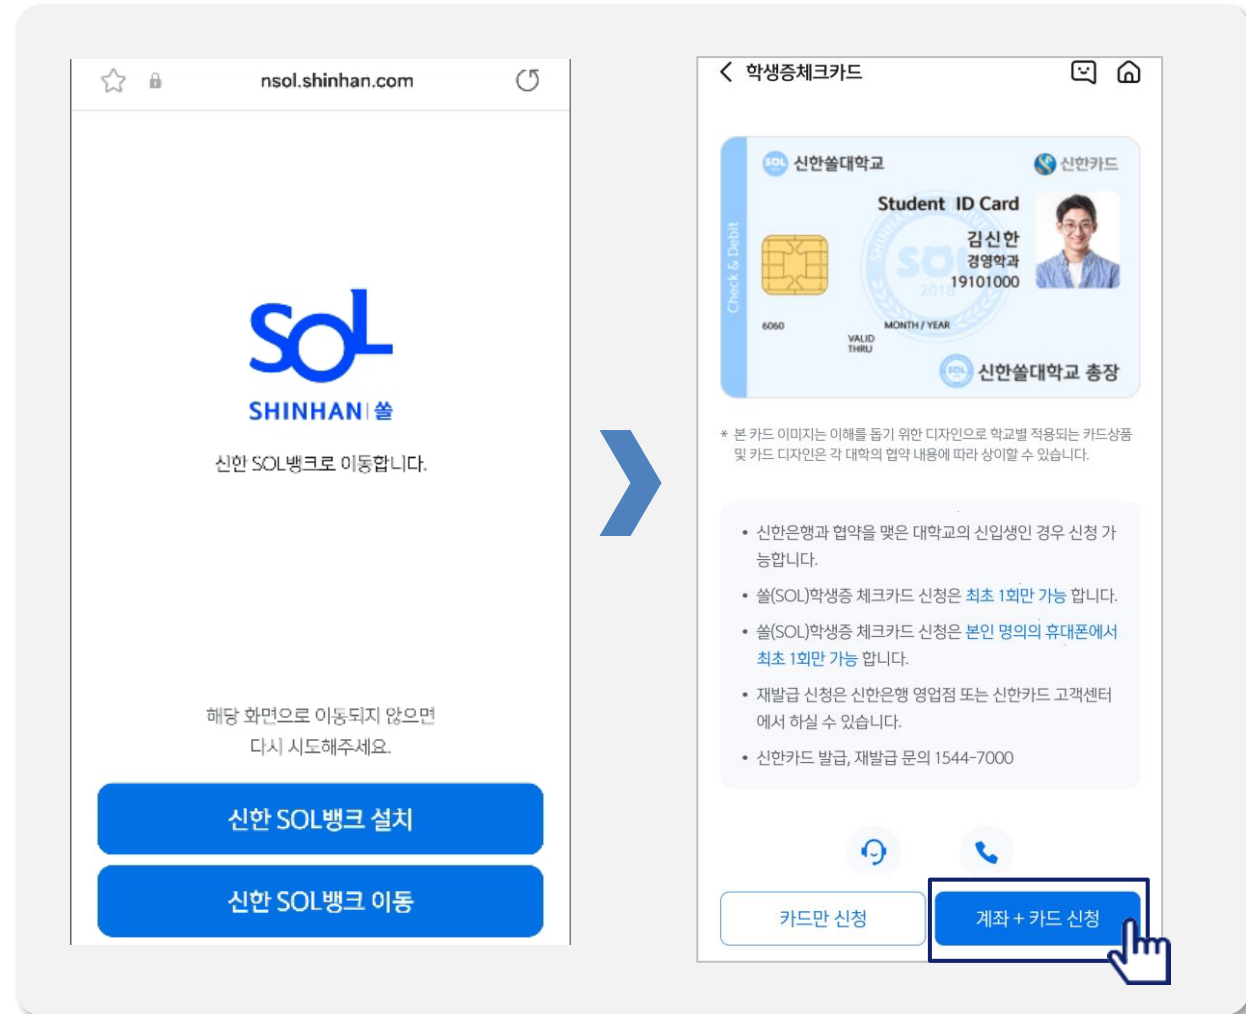 nsol.shinhan.com
SOL
SHINHAN 쏠
신한 SOL뱅크로 이동합니다.
해당 화면으로 이동되지 않으면
다시 시도해주세요.
신한 SOL뱅크 설치
신한 SOL뱅크 이동
학생증체크카드
Check & Debit
SOL 신한쏠대학교
신한카드
Student ID Card
김신한
경영학과
19101000
SOL
2018
6060
MONTH / YEAR
VALID
THRU
SOL 신한쏠대학교 총장
* 본 카드 이미지는 이해를 돕기 위한 디자인으로 학교별 적용되는 카드상품
및 카드 디자인은 각 대학의 협약 내용에 따라 상이할 수 있습니다.
• 신한은행과 협약을 맺은 대학교의 신입생인 경우 신청 가
능합니다.
• 쏠(SOL)학생증 체크카드 신청은 최초 1회만 가능 합니다.
• 쏠(SOL)학생증 체크카드 신청은 본인 명의의 휴대폰에서
최초 1회만 가능 합니다.
• 재발급 신청은 신한은행 영업점 또는 신한카드 고객센터
에서 하실 수 있습니다.
• 신한카드 발급, 재발급 문의 1544-7000
카드만 신청
계좌 + 카드 신청